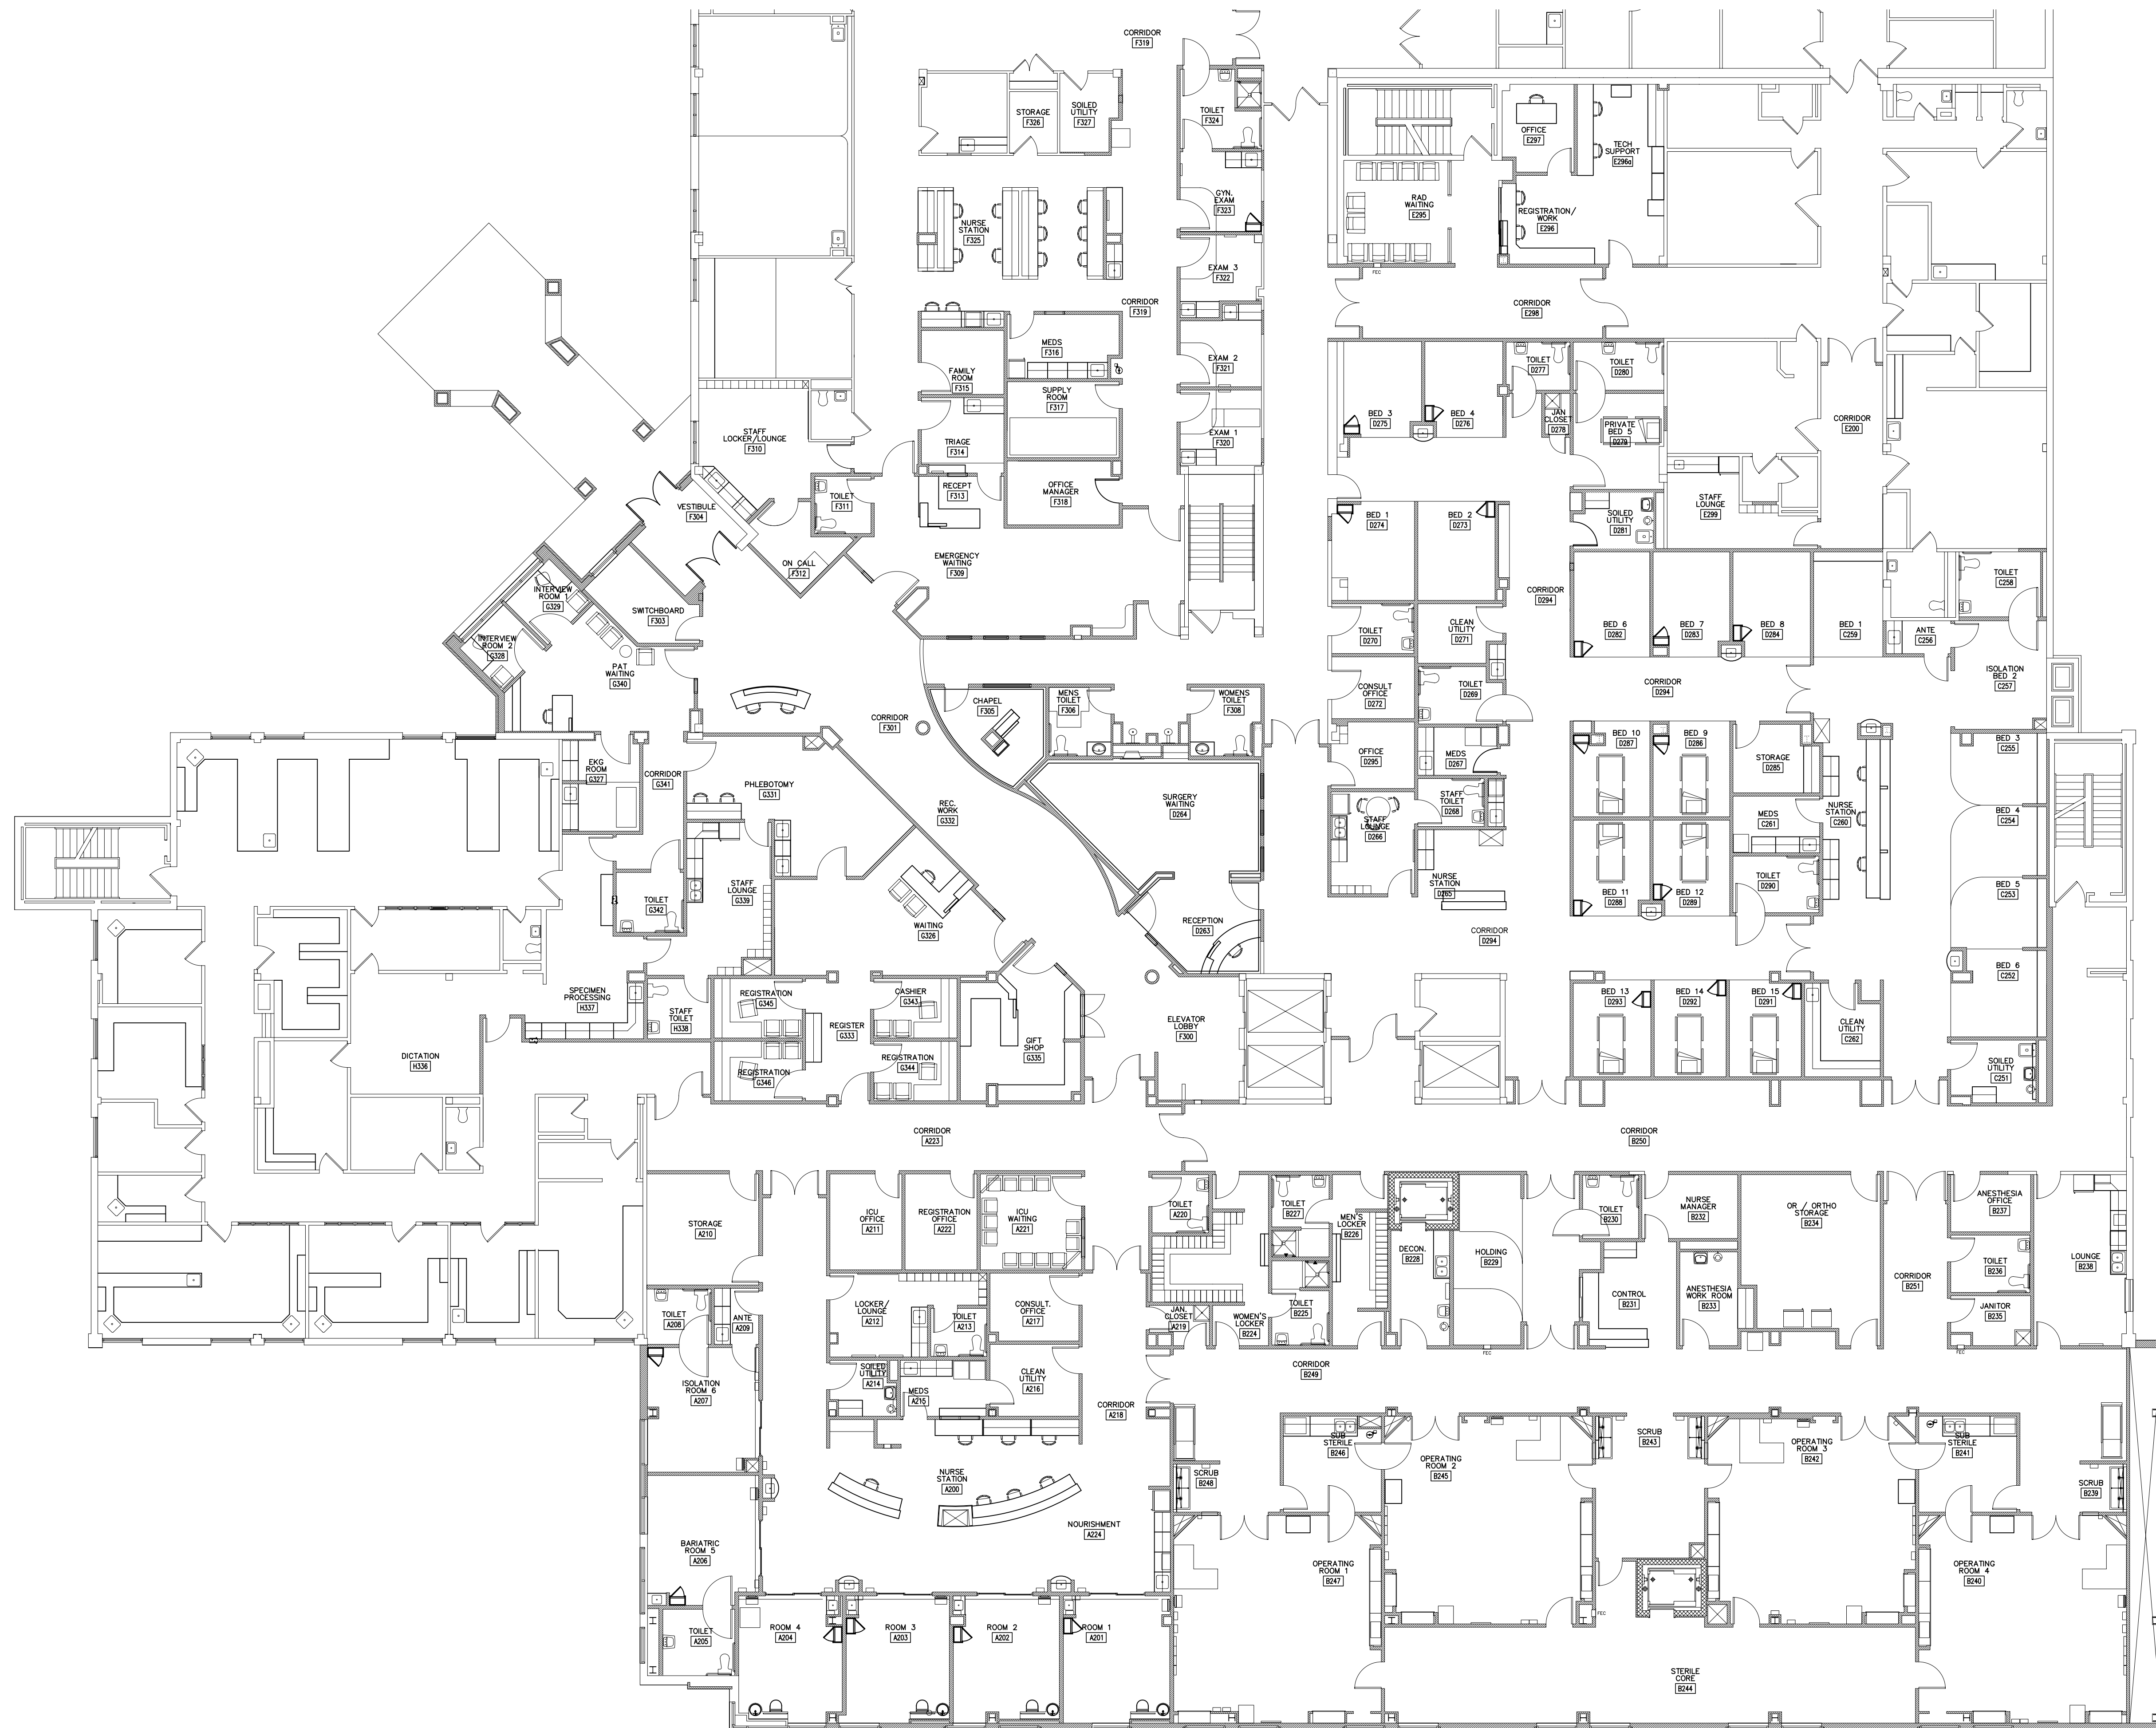 CORRIDOR
F319
STORAGE
F326
SOILED
UTILITY
F327
TOILET
F324
OFFICE
E297
TECH
SUPPORT
E296a
NURSE
STATION
F325
GYN.
EXAM
F323
RAD
WAITING
E295
REGISTRATION/
WORK
E296
FEC
EXAM 3
F322
CORRIDOR
F319
CORRIDOR
E298
MEDS
F316
EXAM 2
F321
FAMILY
ROOM
F315
SUPPLY
ROOM
F317
TOILET
D277
TOILET
D280
BED 3
D275
BED 4
D276
JAN
CLOSET
D278
PRIVATE
BED 5
D279
CORRIDOR
E200
STAFF
LOCKER/LOUNGE
F310
TRIAGE
F314
EXAM 1
F320
RECEPT
F313
OFFICE
MANAGER
F318
TOILET
F311
VESTIBULE
F304
BED 1
D274
BED 2
D273
SOILED
UTILITY
D281
STAFF
LOUNGE
E299
ON CALL
F312
EMERGENCY
WAITING
F309
INTERVIEW
ROOM 1
G329
SWITCHBOARD
F303
INTERVIEW
ROOM 2
G328
PAT
WAITING
G340
CORRIDOR
D294
TOILET
C258
TOILET
D270
CLEAN
UTILITY
D271
BED 6
D282
BED 7
D283
BED 8
D284
BED 1
C259
ANTE
C256
ISOLATION
BED 2
C257
CORRIDOR
F301
CHAPEL
F305
MENS
TOILET
F306
WOMENS
TOILET
F308
CONSULT
OFFICE
D272
TOILET
D269
CORRIDOR
D294
EKG
ROOM
G327
CORRIDOR
G341
PHLEBOTOMY
G331
OFFICE
D295
MEDS
D267
BED 10
D287
BED 9
D286
STORAGE
D285
BED 3
C255
REC.
WORK
G332
SURGERY
WAITING
D264
STAFF
LOUNGE
D266
STAFF
TOILET
D268
MEDS
C261
NURSE
STATION
C260
BED 4
C254
STAFF
LOUNGE
G339
TOILET
G342
NURSE
STATION
D265
BED 11
D288
BED 12
D289
TOILET
D290
BED 5
C253
WAITING
G326
RECEPTION
D263
CORRIDOR
D294
BED 6
C252
SPECIMEN
PROCESSING
H337
STAFF
TOILET
H338
REGISTRATION
G345
CASHIER
G343
REGISTER
G333
ELEVATOR
LOBBY
F300
BED 13
D293
BED 14
D292
BED 15
D291
CLEAN
UTILITY
C262
DICTATION
H336
REGISTRATION
G346
REGISTRATION
G344
GIFT
SHOP
G335
SOILED
UTILITY
C251
CORRIDOR
A223
CORRIDOR
B250
STORAGE
A210
ICU
OFFICE
A211
REGISTRATION
OFFICE
A222
ICU
WAITING
A221
TOILET
A220
TOILET
B227
MEN'S
LOCKER
B226
TOILET
B230
NURSE
MANAGER
B232
OR / ORTHO
STORAGE
B234
ANESTHESIA
OFFICE
B237
DECON.
B228
HOLDING
B229
LOUNGE
B238
TOILET
A208
ANTE
A209
LOCKER/
LOUNGE
A212
TOILET
A213
CONSULT.
OFFICE
A217
JAN.
CLOSET
A219
WOMEN'S
LOCKER
B224
TOILET
B225
CONTROL
B231
ANESTHESIA
WORK ROOM
B233
CORRIDOR
B251
TOILET
B236
JANITOR
B235
FEC
FEC
ISOLATION
ROOM 6
A207
SOILED
UTILITY
A214
MEDS
A215
CLEAN
UTILITY
A216
CORRIDOR
A218
CORRIDOR
B249
SUB
STERILE
B246
OPERATING
ROOM 2
B245
SCRUB
B243
OPERATING
ROOM 3
B242
SUB
STERILE
B241
NURSE
STATION
A200
SCRUB
B248
SCRUB
B239
NOURISHMENT
A224
BARIATRIC
ROOM 5
A206
OPERATING
ROOM 1
B247
OPERATING
ROOM 4
B240
FEC
TOILET
A205
ROOM 4
A204
ROOM 3
A203
ROOM 2
A202
ROOM 1
A201
STERILE
CORE
B244